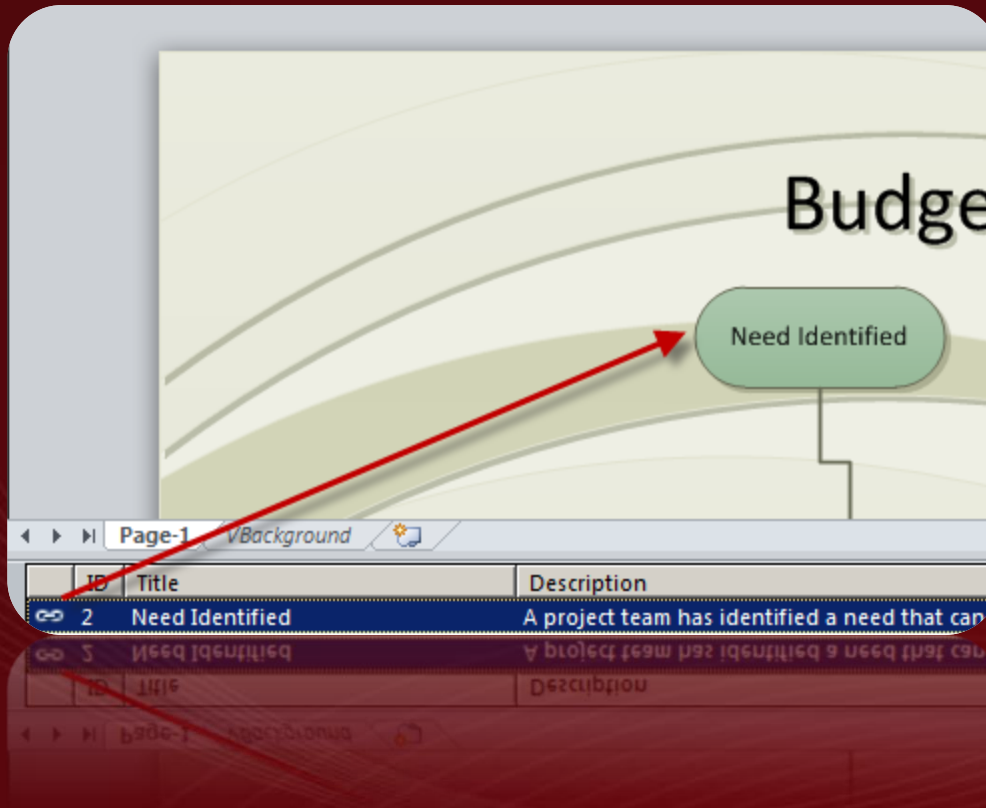 Budge
Need Identified
Page-1 VBackground
ID Title Description
2 Need Identified A project team has identified a need that can